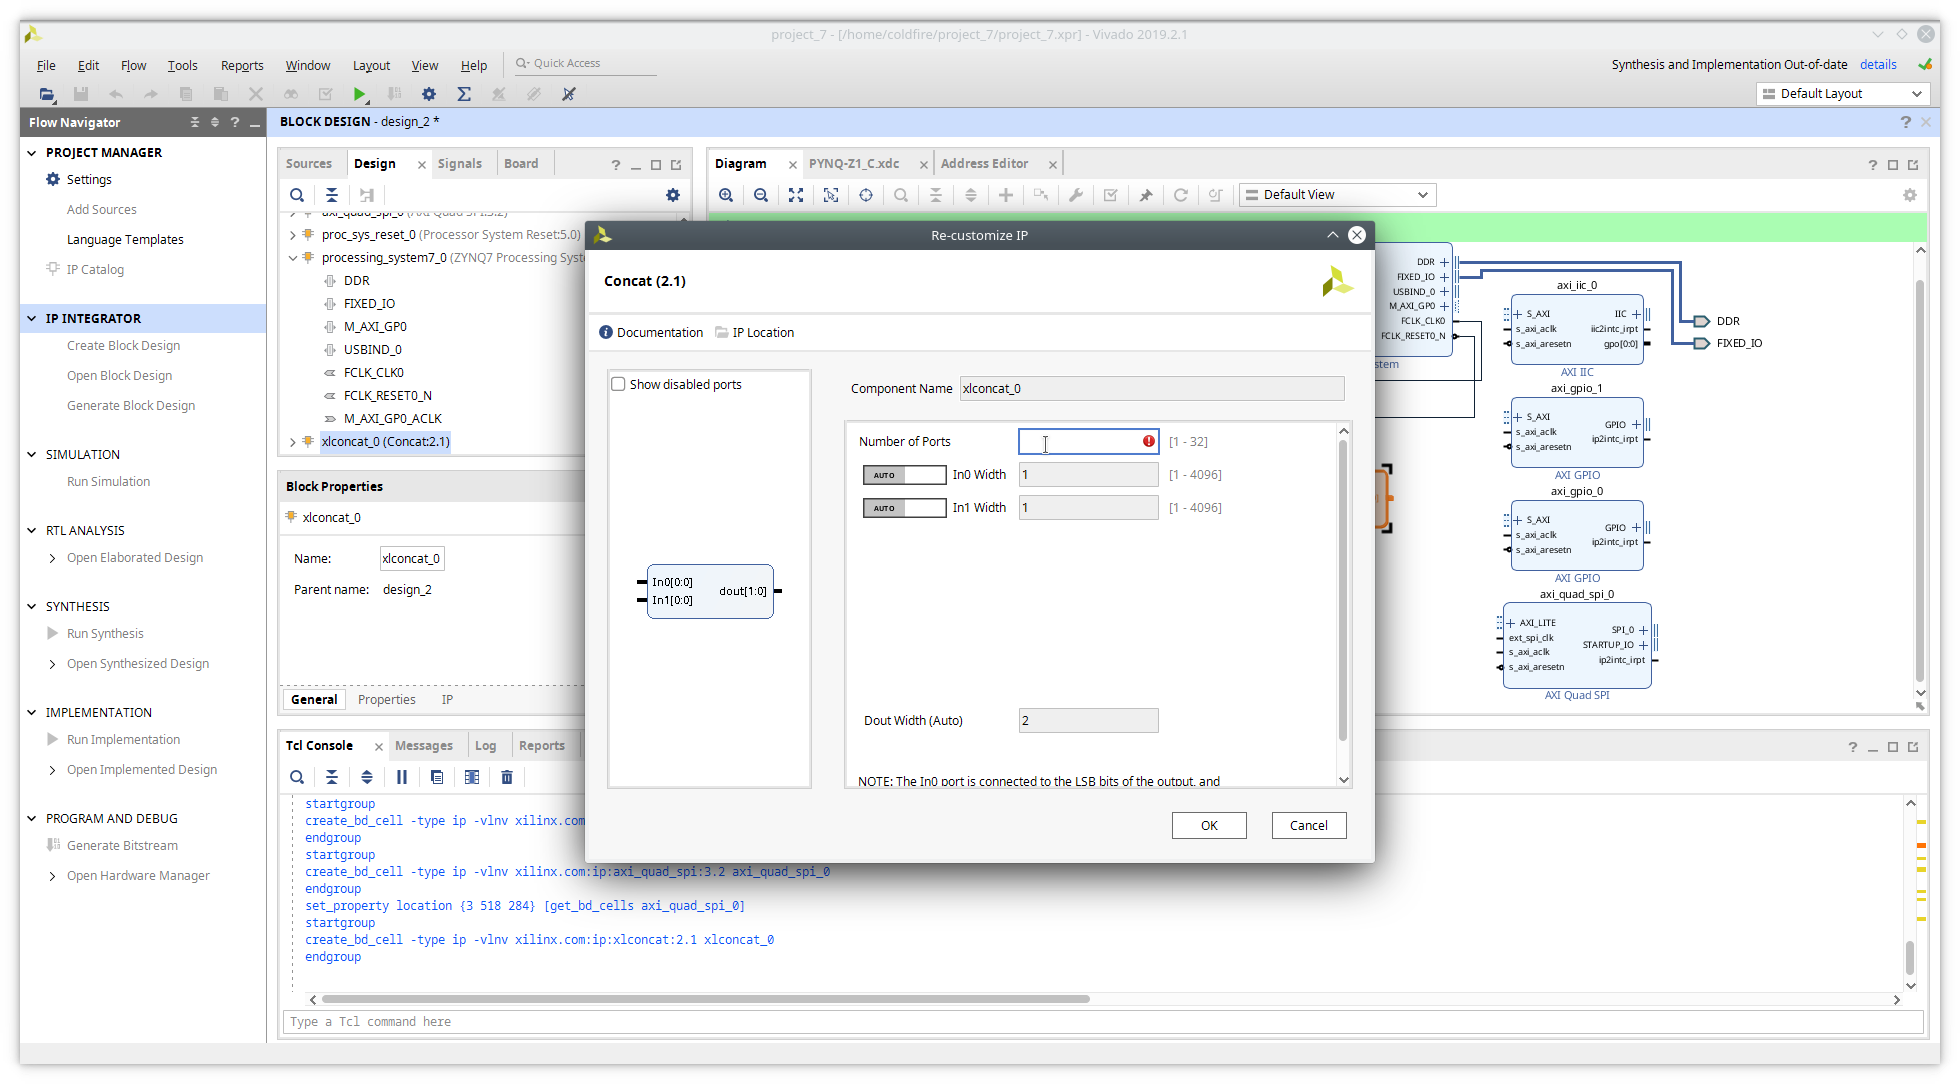 project_7 - [/home/coldfire/project_7/project_7.xpr] - Vivado 2019.2.1
File Edit Flow Tools Reports Window Layout View Help Quick Access
Synthesis and Implementation Out-of-date details
Default Layout
Flow Navigator
PROJECT MANAGER
Settings
Add Sources
Language Templates
IP Catalog
IP INTEGRATOR
Create Block Design
Open Block Design
Generate Block Design
SIMULATION
Run Simulation
RTL ANALYSIS
Open Elaborated Design
SYNTHESIS
Run Synthesis
Open Synthesized Design
IMPLEMENTATION
Run Implementation
Open Implemented Design
PROGRAM AND DEBUG
Generate Bitstream
Open Hardware Manager
BLOCK DESIGN - design_2 *
Sources Design Signals Board
axi_quad_spi_0 (AXI Quad SPI:3.2)
proc_sys_reset_0 (Processor System Reset:5.0)
processing_system7_0 (ZYNQ7 Processing Syst
DDR
FIXED_IO
M_AXI_GP0
USBIND_0
FCLK_CLK0
FCLK_RESET0_N
M_AXI_GP0_ACLK
xlconcat_0 (Concat:2.1)
Block Properties
xlconcat_0
Name: xlconcat_0
Parent name: design_2
General Properties IP
Diagram PYNQ-Z1_C.xdc Address Editor
Default View
DDR
FIXED_IO
USBIND_0
M_AXI_GP0
FCLK_CLK0
FCLK_RESET0_N
stem
DDR
FIXED_IO
axi_iic_0
S_AXI IIC
s_axi_aclk iic2intc_irpt
s_axi_aresetn gpo[0:0]
AXI IIC
axi_gpio_1
S_AXI GPIO
s_axi_aclk ip2intc_irpt
s_axi_aresetn
AXI GPIO
axi_gpio_0
S_AXI GPIO
s_axi_aclk ip2intc_irpt
s_axi_aresetn
AXI GPIO
axi_quad_spi_0
AXI_LITE SPI_0
ext_spi_clk STARTUP_IO
s_axi_aclk ip2intc_irpt
s_axi_aresetn
AXI Quad SPI
Re-customize IP
Concat (2.1)
Documentation IP Location
Show disabled ports
In0[0:0]
In1[0:0]
dout[1:0]
Component Name xlconcat_0
Number of Ports [1 - 32]
AUTO In0 Width 1 [1 - 4096]
AUTO In1 Width 1 [1 - 4096]
Dout Width (Auto) 2
NOTE: The In0 port is connected to the LSB bits of the output, and
OK Cancel
Tcl Console Messages Log Reports
startgroup
create_bd_cell -type ip -vlnv xilinx.com
endgroup
startgroup
create_bd_cell -type ip -vlnv xilinx.com:ip:axi_quad_spi:3.2 axi_quad_spi_0
endgroup
set_property location {3 518 284} [get_bd_cells axi_quad_spi_0]
startgroup
create_bd_cell -type ip -vlnv xilinx.com:ip:xlconcat:2.1 xlconcat_0
endgroup
Type a Tcl command here